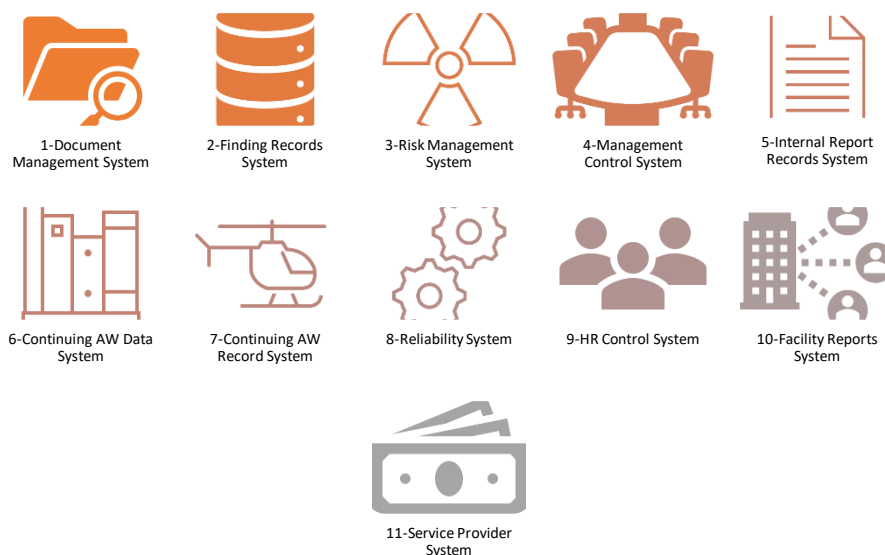 1-Document
Management System
2-Finding Records
System
3-Risk Management
System
4-Management
Control System
5-Internal Report
Records System
6-Continuing AW Data
System
7-Continuing AW
Record System
8-Reliability System
9-HR Control System
10-Facility Reports
System
11-Service Provider
System